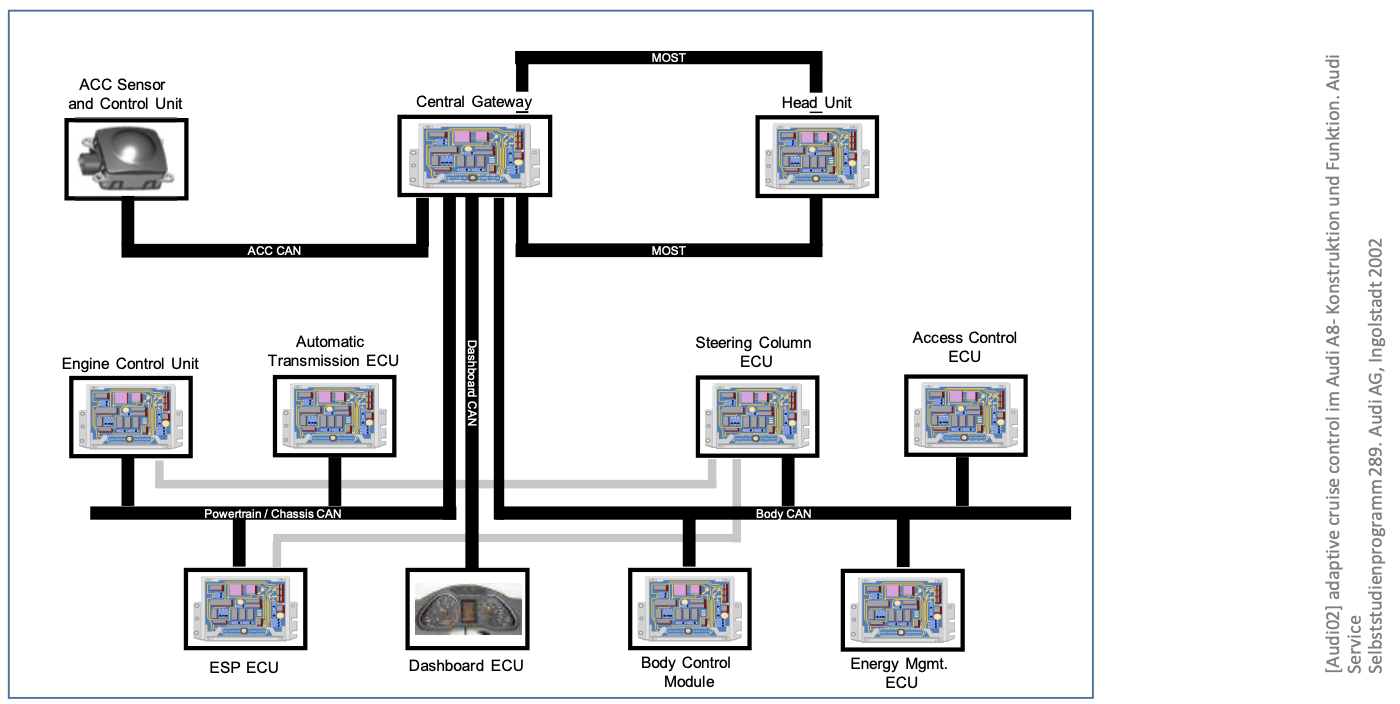 MOST
ACC Sensor
and Control Unit
Central Gateway
Head Unit
ACC CAN
MOST
Dashboard CAN
Engine Control Unit
Automatic
Transmission ECU
Steering Column
ECU
Access Control
ECU
Powertrain / Chassis CAN
Body CAN
ESP ECU
Dashboard ECU
Body Control
Module
Energy Mgmt.
ECU
[Audi02] adaptive cruise control im Audi A8- Konstruktion und Funktion. Audi
Service
Selbststudienprogramm 289. Audi AG, Ingolstadt 2002